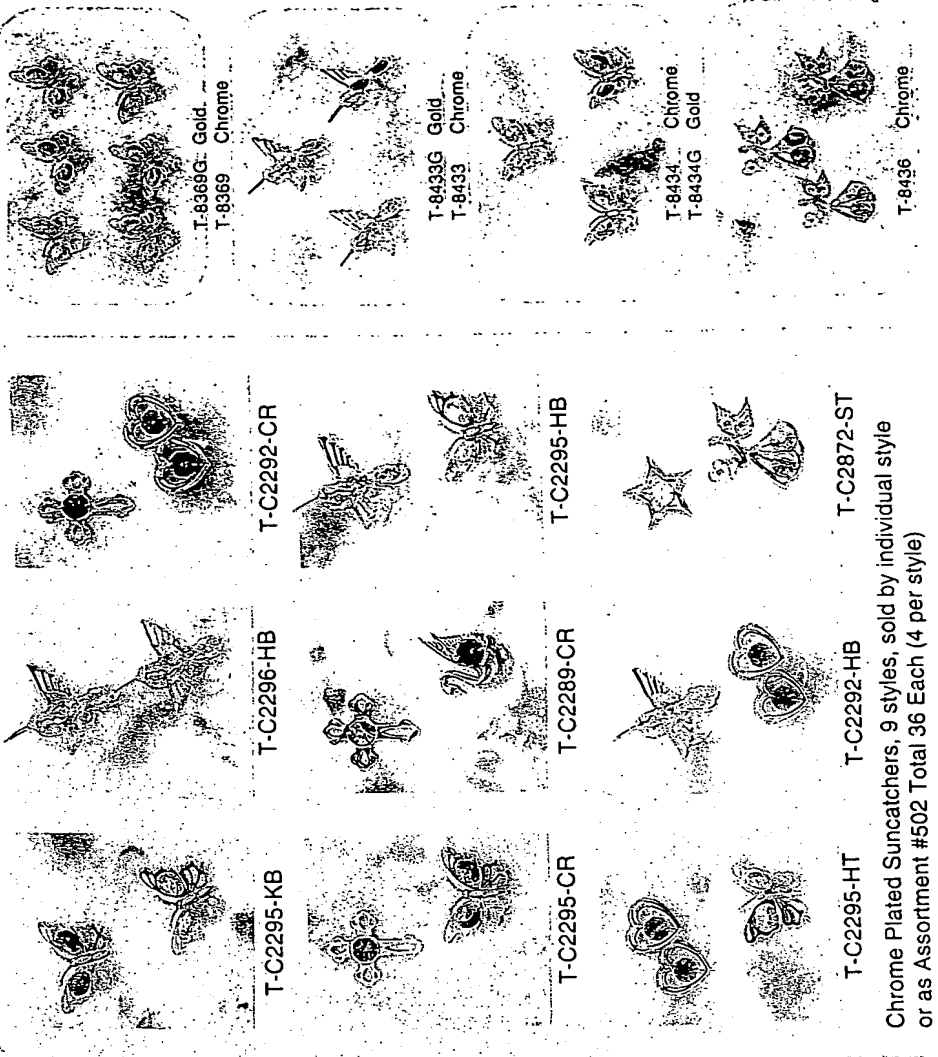 T-8369G Gold
T-8369 Chrome
T-8433G Gold
T-8433 Chrome
T-8434 Chrome
T-8434G Gold
T-8436 Chrome
T-C2295-KB
T-C2296-HB
T-C2292-CR
T-C2295-CR
T-C2289-CR
T-C2295-HB
T-C2295-HT
T-C2292-HB
T-C2872-ST
Chrome Plated Suncatchers, 9 styles, sold by individual style
or as Assortment #502 Total 36 Each (4 per style)